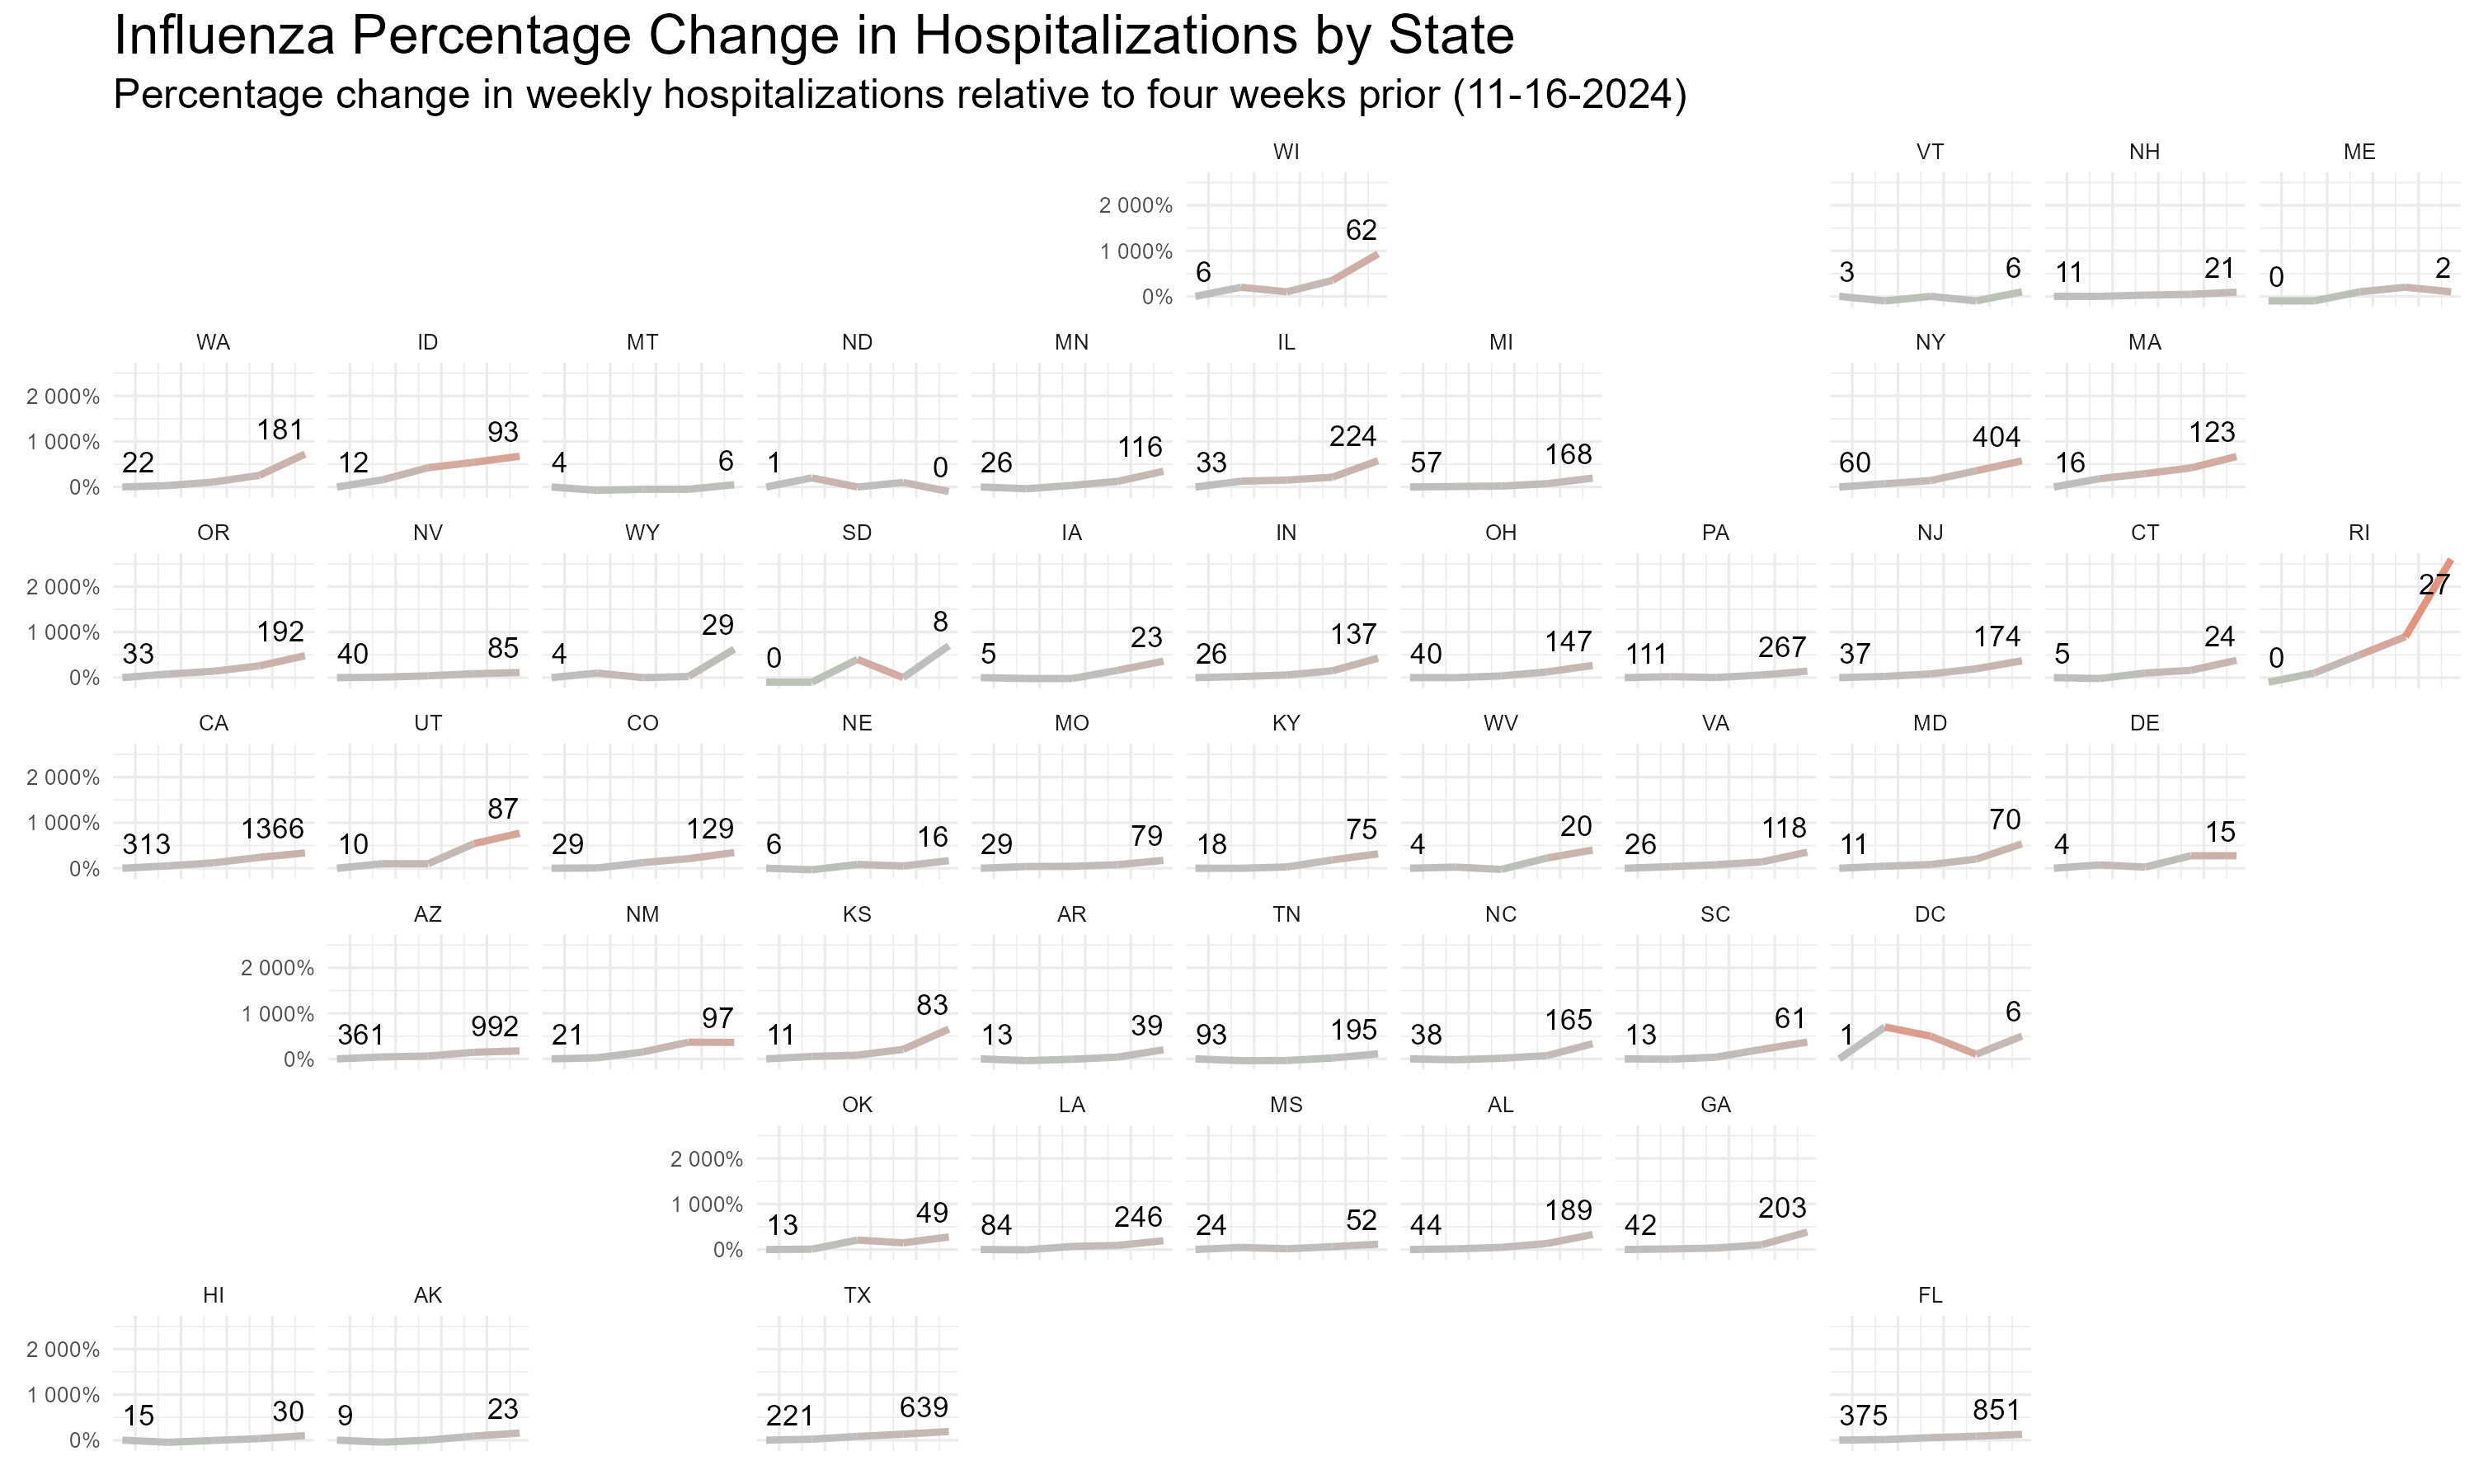 Influenza Percentage Change in Hospitalizations by State
Percentage change in weekly hospitalizations relative to four weeks prior (11-16-2024)
WI VT NH ME
2 000%
1 000%
0%
6 62 3 6 11 21 0 2
WA ID MT ND MN IL MI NY MA
2 000%
1 000%
0%
22 181 12 93 4 6 1 0 26 116 33 224 57 168 60 404 16 123
OR NV WY SD IA IN OH PA NJ CT RI
2 000%
1 000%
0%
33 192 40 85 4 29 0 8 5 23 26 137 40 147 111 267 37 174 5 24 0 27
CA UT CO NE MO KY WV VA MD DE
2 000%
1 000%
0%
313 1366 10 87 29 129 6 16 29 79 18 75 4 20 26 118 11 70 4 15
AZ NM KS AR TN NC SC DC
2 000%
1 000%
0%
361 992 21 97 11 83 13 39 93 195 38 165 13 61 1 6
OK LA MS AL GA
2 000%
1 000%
0%
13 49 84 246 24 52 44 189 42 203
HI AK TX FL
2 000%
1 000%
0%
15 30 9 23 221 639 375 851